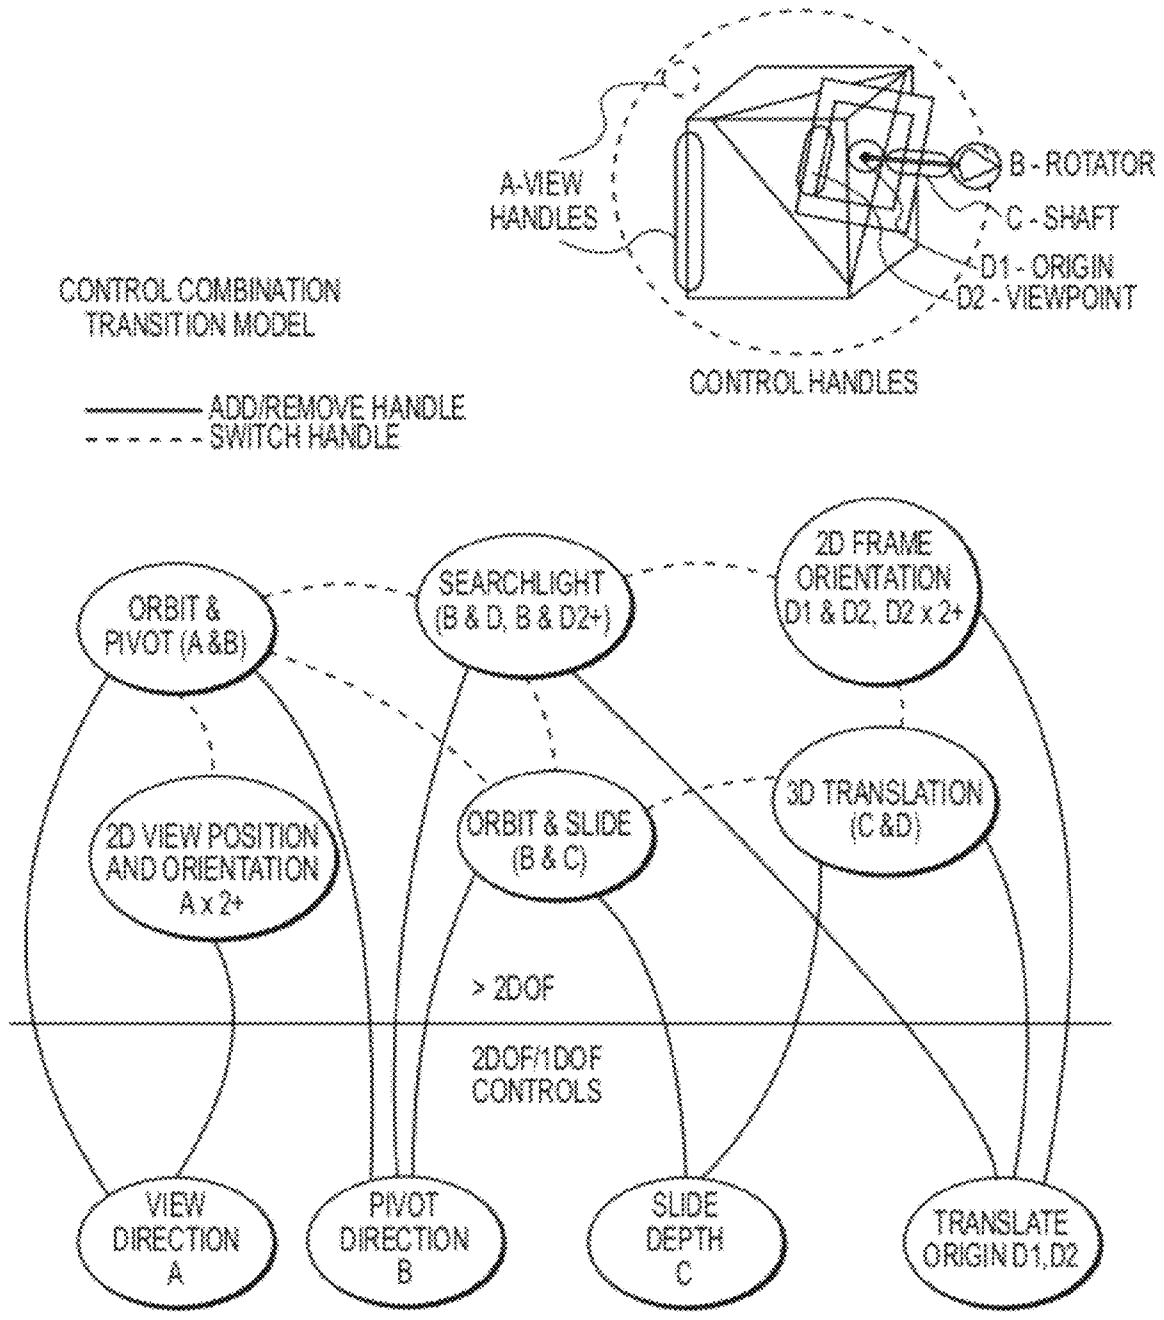 A-VIEW
HANDLES
B - ROTATOR
C - SHAFT
D1 - ORIGIN
D2 - VIEWPOINT
CONTROL HANDLES
CONTROL COMBINATION
TRANSITION MODEL
ADD/REMOVE HANDLE
SWITCH HANDLE
ORBIT &
PIVOT (A &B)
SEARCHLIGHT
(B & D, B & D2+)
2D FRAME
ORIENTATION
D1 & D2, D2 x 2+
2D VIEW POSITION
AND ORIENTATION
A x 2+
ORBIT & SLIDE
(B & C)
3D TRANSLATION
(C &D)
> 2DOF
2DOF/1DOF
CONTROLS
VIEW
DIRECTION
A
PIVOT
DIRECTION
B
SLIDE
DEPTH
C
TRANSLATE
ORIGIN D1, D2